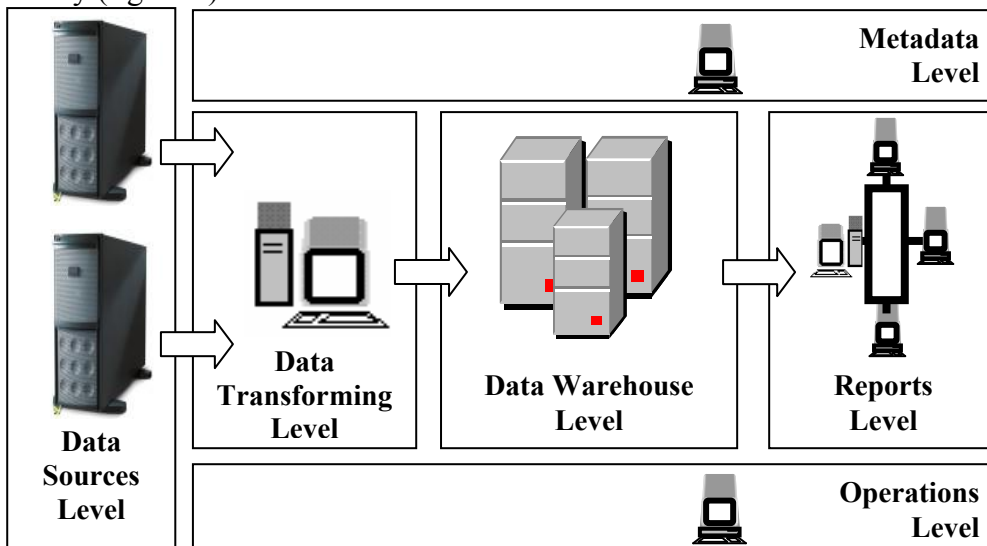 Metadata
Level
Data
Transforming
Level
Data Warehouse
Level
Reports
Level
Data
Sources
Level
Operations
Level